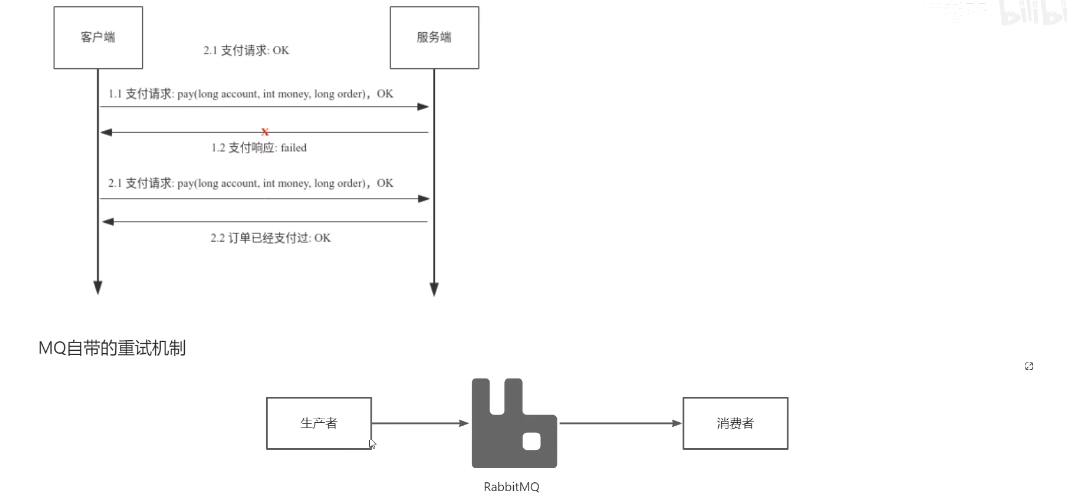 bilibi
客户端
服务端
2.1 支付请求: OK
1.1 支付请求: pay(long account, int money, long order)，OK
x
1.2 支付响应: failed
2.1 支付请求: pay(long account, int money, long order)，OK
2.2 订单已经支付过: OK
MQ自带的重试机制
生产者
消费者
RabbitMQ